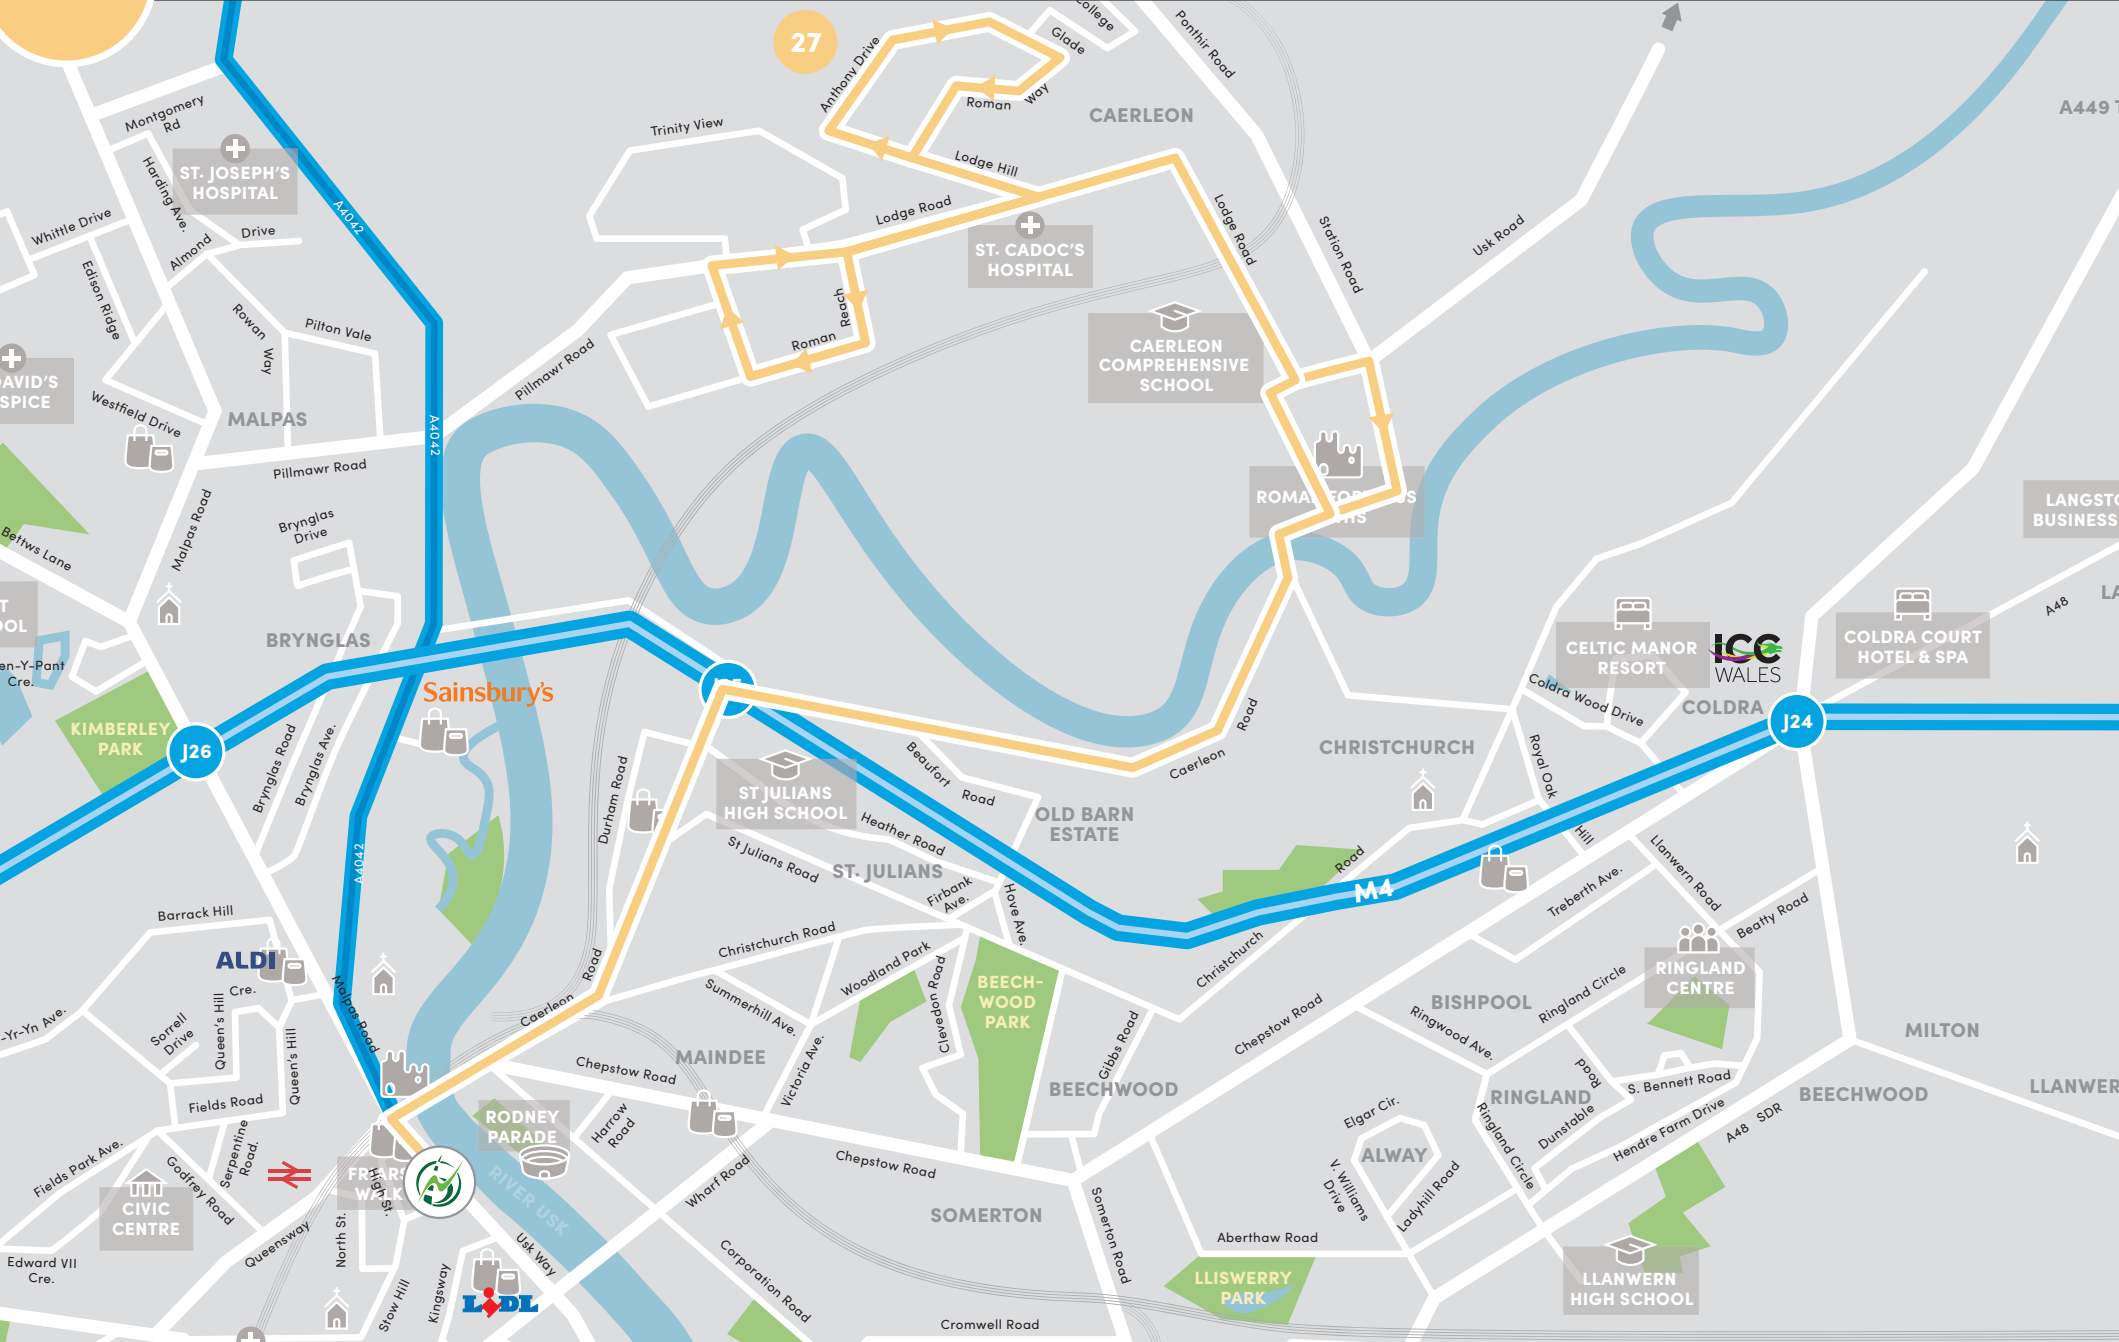 27
Anthony Drive
College
Glade
Way
Roman
Ponthir Road
CAERLEON
A449 T
Montgomery
Rd
Trinity View
ST. JOSEPH'S
HOSPITAL
Harding Ave.
Lodge Hill
A4042
Lodge Road
Lodge Road
Whittle Drive
Almond
Drive
Edison Ridge
ST. CADOC'S
HOSPITAL
Station Road
Usk Road
Rowan
Way
Pilton Vale
Reach
Roman
Pillmawr Road
CAERLEON
COMPREHENSIVE
SCHOOL
DAVID'S
SPICE
Westfield Drive
MALPAS
A4042
Pillmawr Road
Malpas Road
Brynglas
Drive
Bettws Lane
LANGSTO
BUSINESS
A48
LA
T
OOL
BRYNGLAS
CELTIC MANOR
RESORT
ICC
WALES
COLDRA COURT
HOTEL & SPA
en-Y-Pant
Cre.
Sainsbury's
Coldra Wood Drive
COLDRA
J24
KIMBERLEY
PARK
J26
Brynglas Road
Brynglas Ave.
Caerleon
Road
CHRISTCHURCH
Royal Oak
Hill
Beaufort
Road
Durham Road
ST JULIANS
HIGH SCHOOL
OLD BARN
ESTATE
Heather Road
St Julians Road
ST. JULIANS
A4042
Firbank
Ave.
Hove Ave.
M4
Road
Christchurch
Llanwern Road
Treberth Ave.
Beatty Road
Barrack Hill
ALDI
Cre.
Malpas Road
Christchurch Road
Woodland Park
Summerhill Ave.
Clevedon Road
BEECH-
WOOD
PARK
RINGLAND
CENTRE
Ringland Circle
BISHPOOL
Ringwood Ave.
Chepstow Road
Road
Caerleon
-Yr-Yn Ave.
Sorrell
Drive
Queen's Hill
Queen's Hill
MAINDEE
Chepstow Road
Victoria Ave.
Gibbs Road
BEECHWOOD
MILTON
Road
Dunstable
S. Bennett Road
RINGLAND
BEECHWOOD
LLANWER
Fields Road
RODNEY
PARADE
Harrow
Road
Elgar Cir.
ALWAY
Ringland Circle
Hendre Farm Drive
A48 SDR
Fields Park Ave.
Serpentine
Road.
Godfrey Road
FRIARS
WALK
High St.
Chepstow Road
Wharf Road
V. Williams
Drive
Ladyhill Road
CIVIC
CENTRE
RIVER USK
SOMERTON
Somerton Road
Queensway
North St.
Usk Way
Corporation Road
Aberthaw Road
Edward VII
Cre.
Stow Hill
Kingsway
LIDL
LLISWERRY
PARK
LLANWERN
HIGH SCHOOL
Cromwell Road